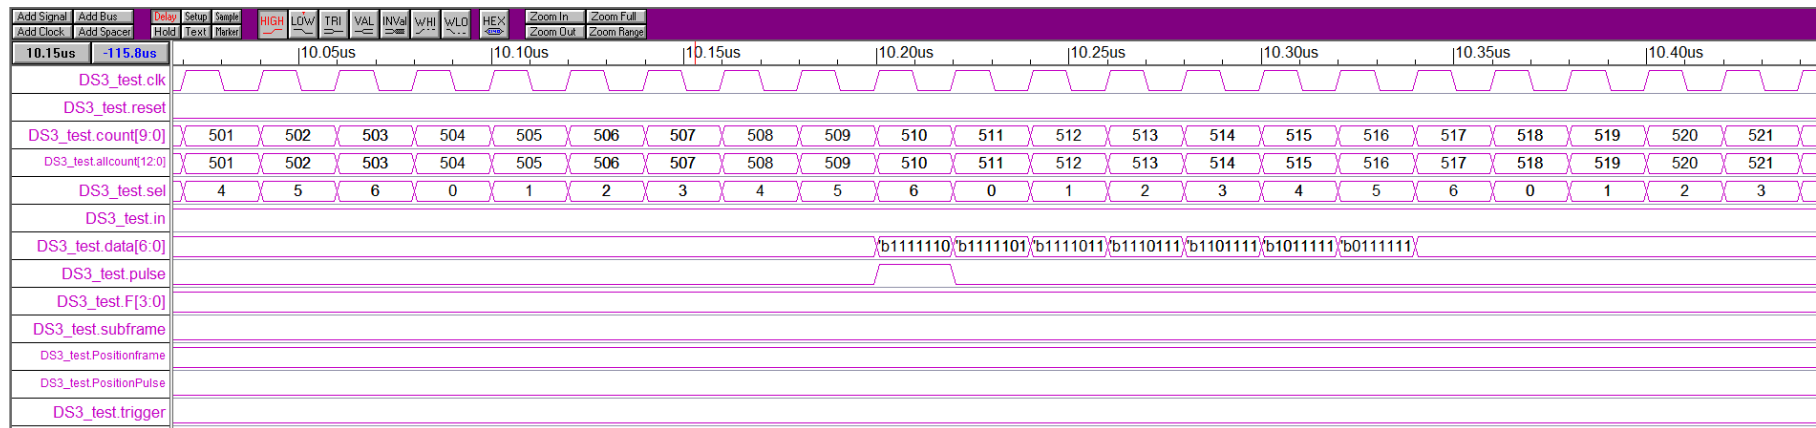 Add Signal Add Bus Delay Setup Sample HIGH LOW TRI VAL INVal WHI WLO HEX Zoom In Zoom Full
Add Clock Add Spacer Hold Text Marker Zoom Out Zoom Range
10.15us -115.8us 10.05us 10.10us 10.15us 10.20us 10.25us 10.30us 10.35us 10.40us
DS3_test.clk
DS3_test.reset
DS3_test.count[9:0] 501 502 503 504 505 506 507 508 509 510 511 512 513 514 515 516 517 518 519 520 521
DS3_test.allcount[12:0] 501 502 503 504 505 506 507 508 509 510 511 512 513 514 515 516 517 518 519 520 521
DS3_test.sel 4 5 6 0 1 2 3 4 5 6 0 1 2 3 4 5 6 0 1 2 3
DS3_test.in
DS3_test.data[6:0] 'b1111110 'b1111101 'b1111011 'b1110111 'b1101111 'b1011111 'b0111111
DS3_test.pulse
DS3_test.F[3:0]
DS3_test.subframe
DS3_test.Positionframe
DS3_test.PositionPulse
DS3_test.trigger